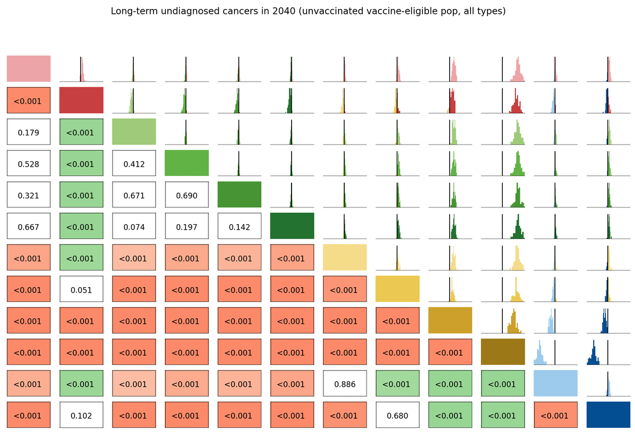 Long-term undiagnosed cancers in 2040 (unvaccinated vaccine-eligible pop, all types)
<0.001
0.179 <0.001
0.528 <0.001 0.412
0.321 <0.001 0.671 0.690
0.667 <0.001 0.074 0.197 0.142
<0.001 <0.001 <0.001 <0.001 <0.001 <0.001
<0.001 0.051 <0.001 <0.001 <0.001 <0.001 <0.001
<0.001 <0.001 <0.001 <0.001 <0.001 <0.001 <0.001 <0.001
<0.001 <0.001 <0.001 <0.001 <0.001 <0.001 <0.001 <0.001 <0.001
<0.001 <0.001 <0.001 <0.001 <0.001 <0.001 0.886 <0.001 <0.001 <0.001
<0.001 0.102 <0.001 <0.001 <0.001 <0.001 <0.001 0.680 <0.001 <0.001 <0.001